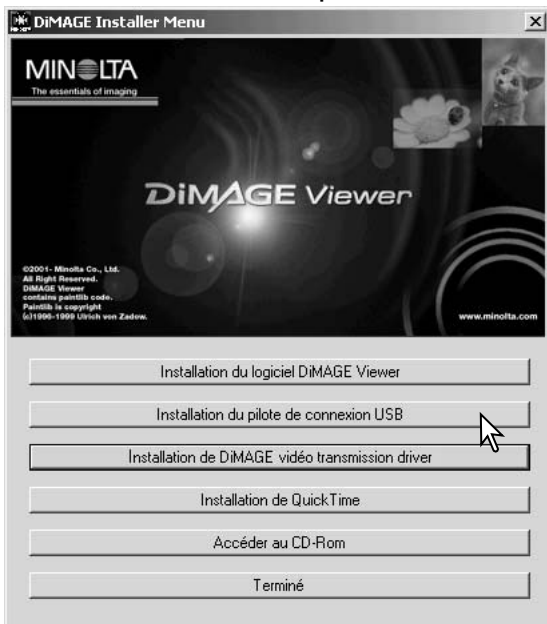 DiMAGE Installer Menu
MINOLTA
The essentials of imaging
DiMAGE Viewer
©2001- Minolta Co., Ltd.
All Right Reserved.
DiMAGE Viewer
contains paintlib code.
Paintlib is copyright
(c)1996-1999 Ulrich von Zadow.
www.minolta.com
Installation du logiciel DiMAGE Viewer
Installation du pilote de connexion USB
Installation de DiMAGE vidéo transmission driver
Installation de QuickTime
Accéder au CD-Rom
Terminé